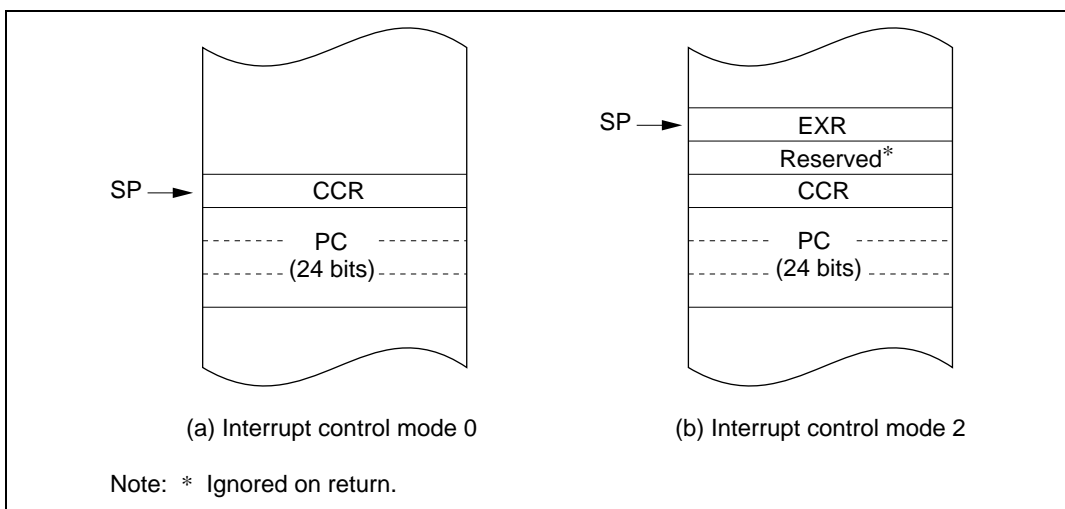 SP
CCR
PC
(24 bits)
(a) Interrupt control mode 0
SP
EXR
Reserved*
CCR
PC
(24 bits)
(b) Interrupt control mode 2
Note: * Ignored on return.